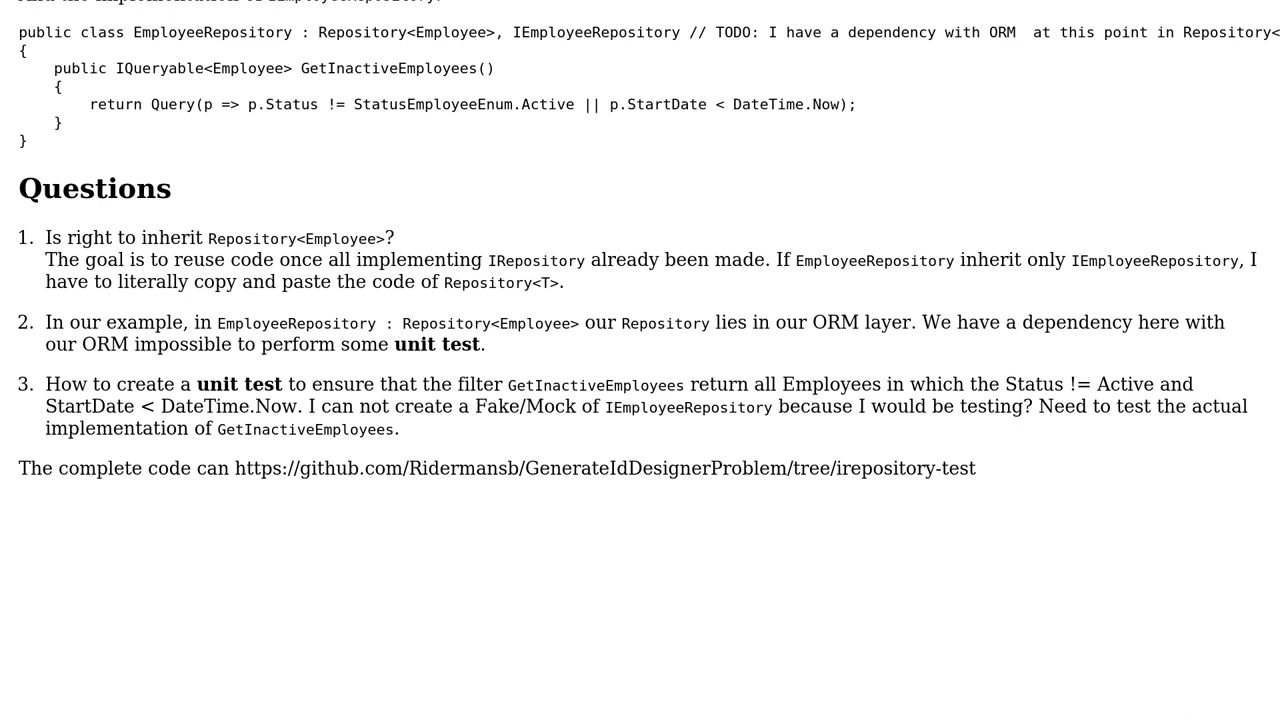 public class EmployeeRepository : Repository<Employee>, IEmployeeRepository // TODO: I have a dependency with ORM  at this point in Repository<
{
    public IQueryable<Employee> GetInactiveEmployees()
    {
        return Query(p => p.Status != StatusEmployeeEnum.Active || p.StartDate < DateTime.Now);
    }
}
Questions
1. Is right to inherit Repository<Employee>?
The goal is to reuse code once all implementing IRepository already been made. If EmployeeRepository inherit only IEmployeeRepository, I
have to literally copy and paste the code of Repository<T>.
2. In our example, in EmployeeRepository : Repository<Employee> our Repository lies in our ORM layer. We have a dependency here with
our ORM impossible to perform some unit test.
3. How to create a unit test to ensure that the filter GetInactiveEmployees return all Employees in which the Status != Active and
StartDate < DateTime.Now. I can not create a Fake/Mock of IEmployeeRepository because I would be testing? Need to test the actual
implementation of GetInactiveEmployees.
The complete code can https://github.com/Ridermansb/GenerateIdDesignerProblem/tree/irepository-test